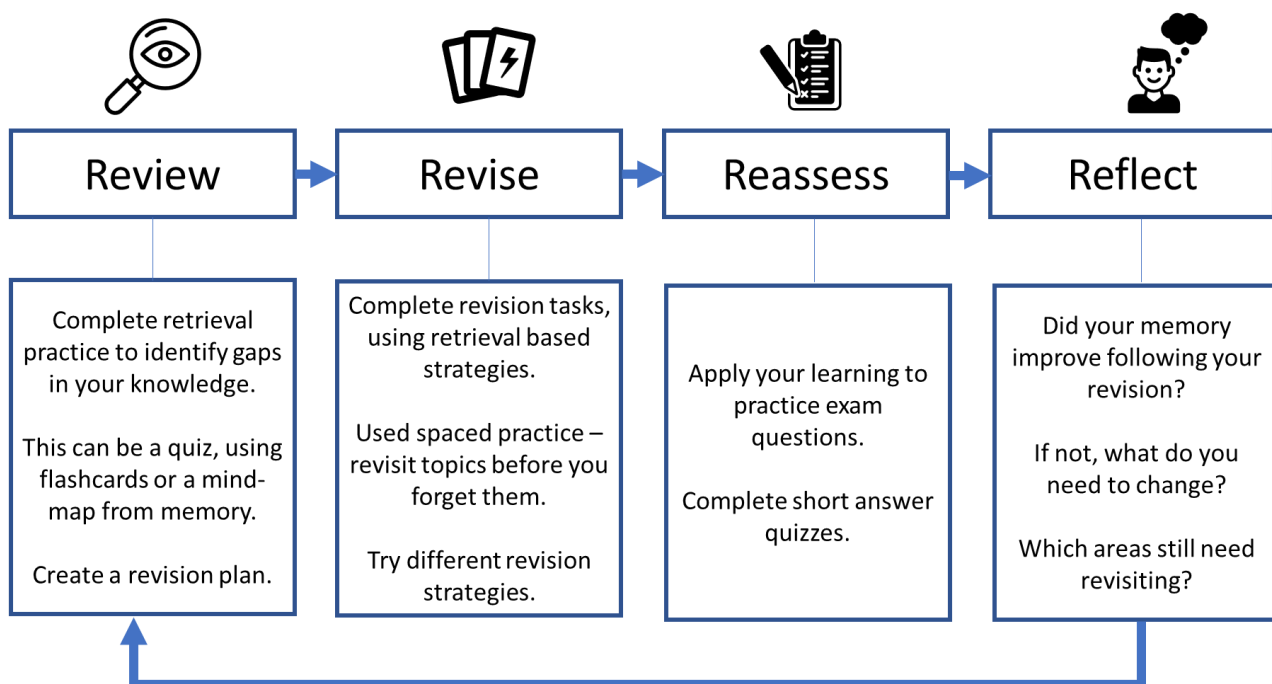 Review
Revise
Reassess
Reflect
Complete retrieval
practice to identify gaps
in your knowledge.
This can be a quiz, using
flashcards or a mind-
map from memory.
Create a revision plan.
Complete revision tasks,
using retrieval based
strategies.
Used spaced practice –
revisit topics before you
forget them.
Try different revision
strategies.
Apply your learning to
practice exam
questions.
Complete short answer
quizzes.
Did your memory
improve following your
revision?
If not, what do you
need to change?
Which areas still need
revisiting?